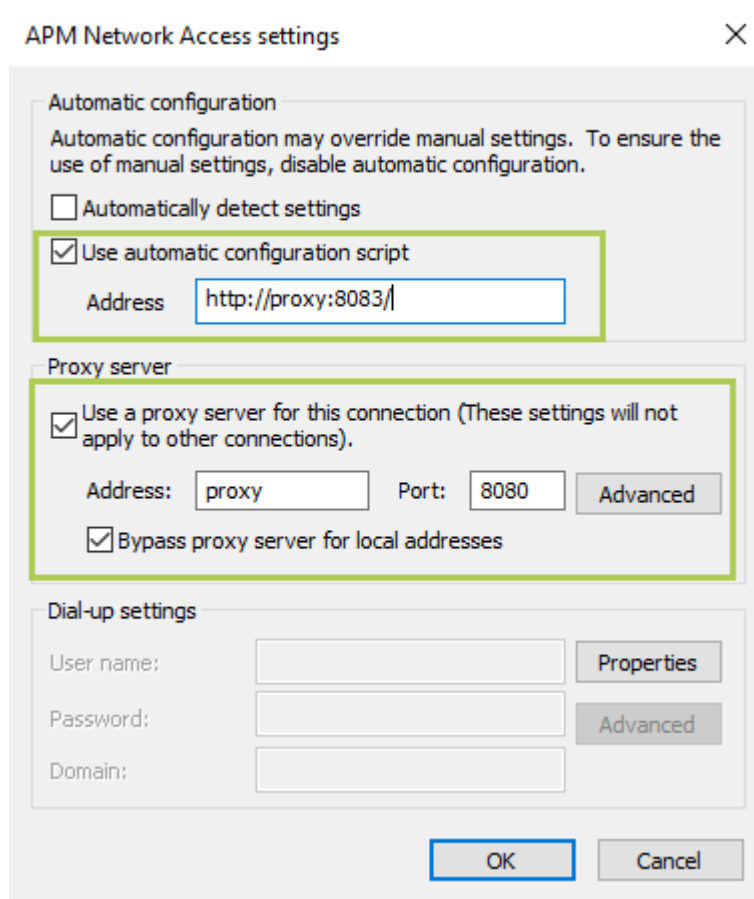 APM Network Access settings
Automatic configuration
Automatic configuration may override manual settings. To ensure the
use of manual settings, disable automatic configuration.
Automatically detect settings
Use automatic configuration script
Address http://proxy:8083/
Proxy server
Use a proxy server for this connection (These settings will not
apply to other connections).
Address: proxy Port: 8080 Advanced
Bypass proxy server for local addresses
Dial-up settings
User name: Properties
Password: Advanced
Domain:
OK Cancel